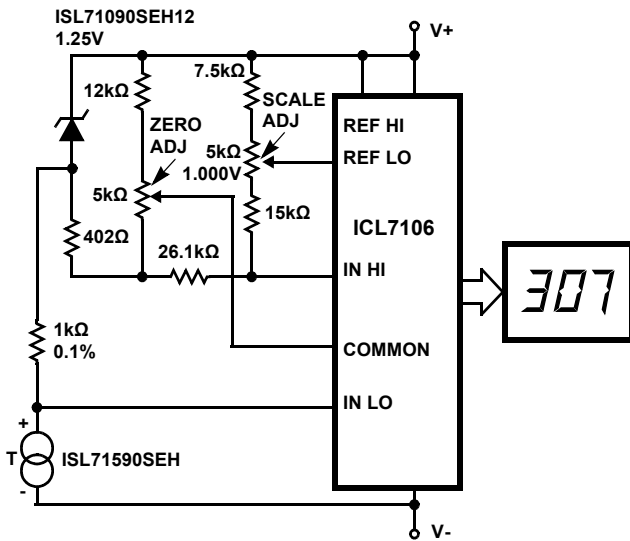 ISL71090SEH12
1.25V
V+
12kΩ
7.5kΩ
ZERO
ADJ
SCALE
ADJ
REF HI
5kΩ
1.000V
REF LO
5kΩ
15kΩ
ICL7106
402Ω
26.1kΩ
IN HI
307
1kΩ
0.1%
COMMON
IN LO
+
T
ISL71590SEH
-
V-